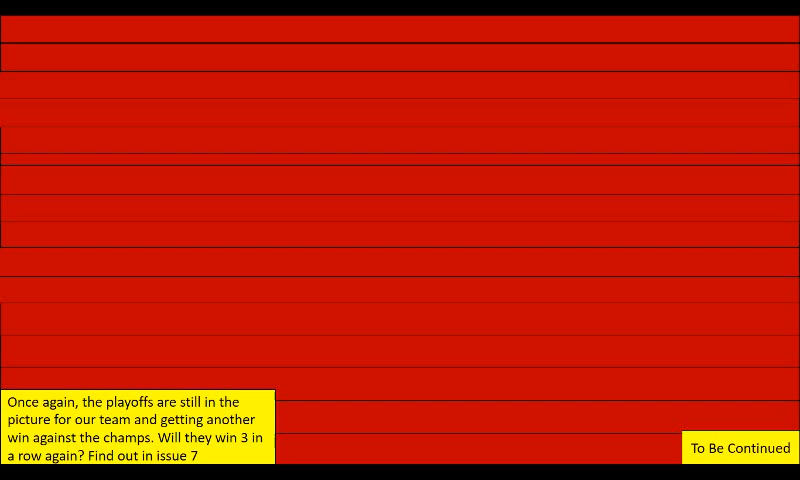 Once again, the playoffs are still in the
picture for our team and getting another
win against the champs. Will they win 3 in
a row again? Find out in issue 7
To Be Continued